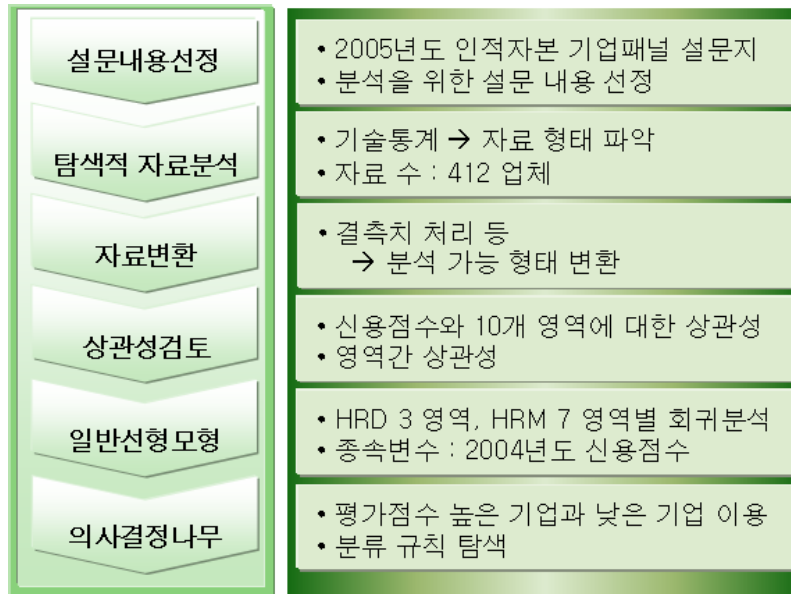 설문내용선정
• 2005년도 인적자본 기업패널 설문지
• 분석을 위한 설문 내용 선정
탐색적 자료분석
• 기술통계 → 자료 형태 파악
• 자료 수 : 412 업체
자료변환
• 결측치 처리 등
→ 분석 가능 형태 변환
상관성검토
• 신용점수와 10개 영역에 대한 상관성
• 영역간 상관성
일반선형모형
• HRD 3 영역, HRM 7 영역별 회귀분석
• 종속변수 : 2004년도 신용점수
의사결정나무
• 평가점수 높은 기업과 낮은 기업 이용
• 분류 규칙 탐색